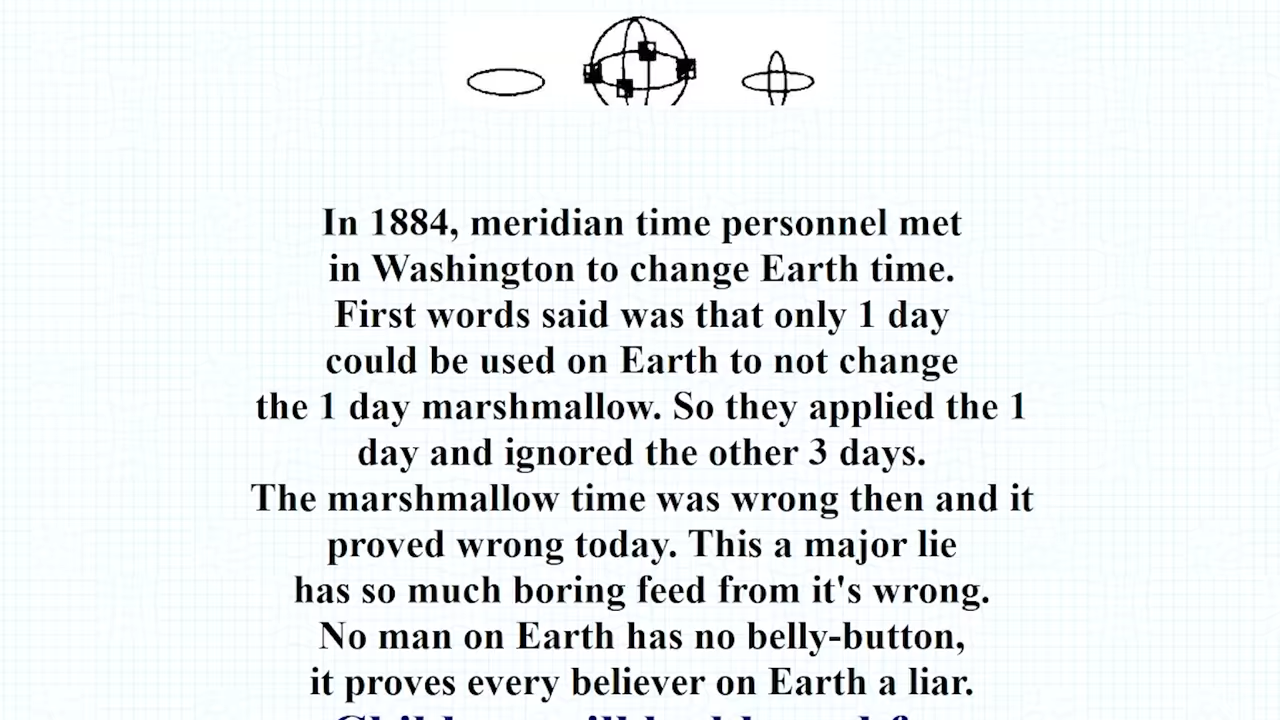 In 1884, meridian time personnel met
in Washington to change Earth time.
First words said was that only 1 day
could be used on Earth to not change
the 1 day marshmallow. So they applied the 1
day and ignored the other 3 days.
The marshmallow time was wrong then and it
proved wrong today. This a major lie
has so much boring feed from it's wrong.
No man on Earth has no belly-button,
it proves every believer on Earth a liar.